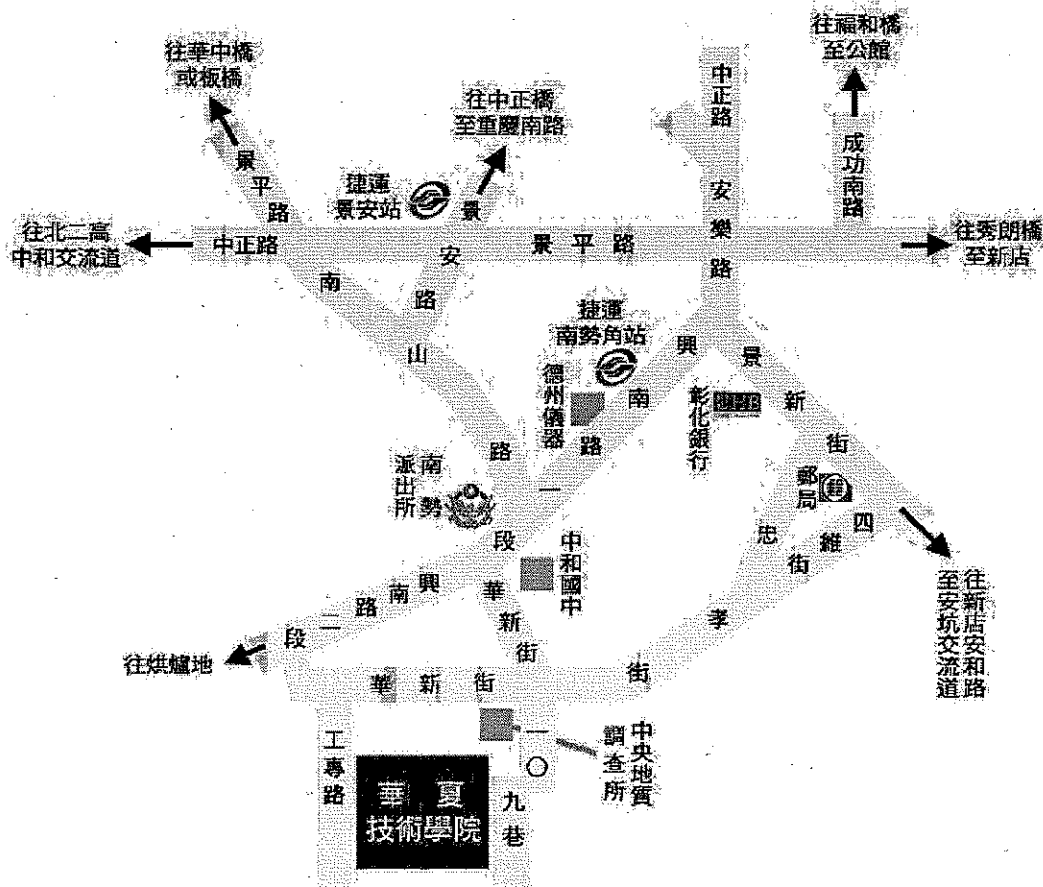 往華中橋
或板橋
往中正橋
至重慶南路
往福和橋
至公館
中正路
成功南路
景平路
捷運
景安站
景安路
安樂路
往北二高
中和交流道
中正路
景平路
往秀朗橋
至新店
南山路
捷運
南勢角站
興南路一段
景新街
德州儀器
彰化銀行
郵局
南勢
派出所
四維街
忠孝街
中和國中
往新店安和路
至安坑交流道
興南路二段
華新街
往烘爐地
華新街
工專路
一〇九巷
中央地質
調查所
華夏
技術學院